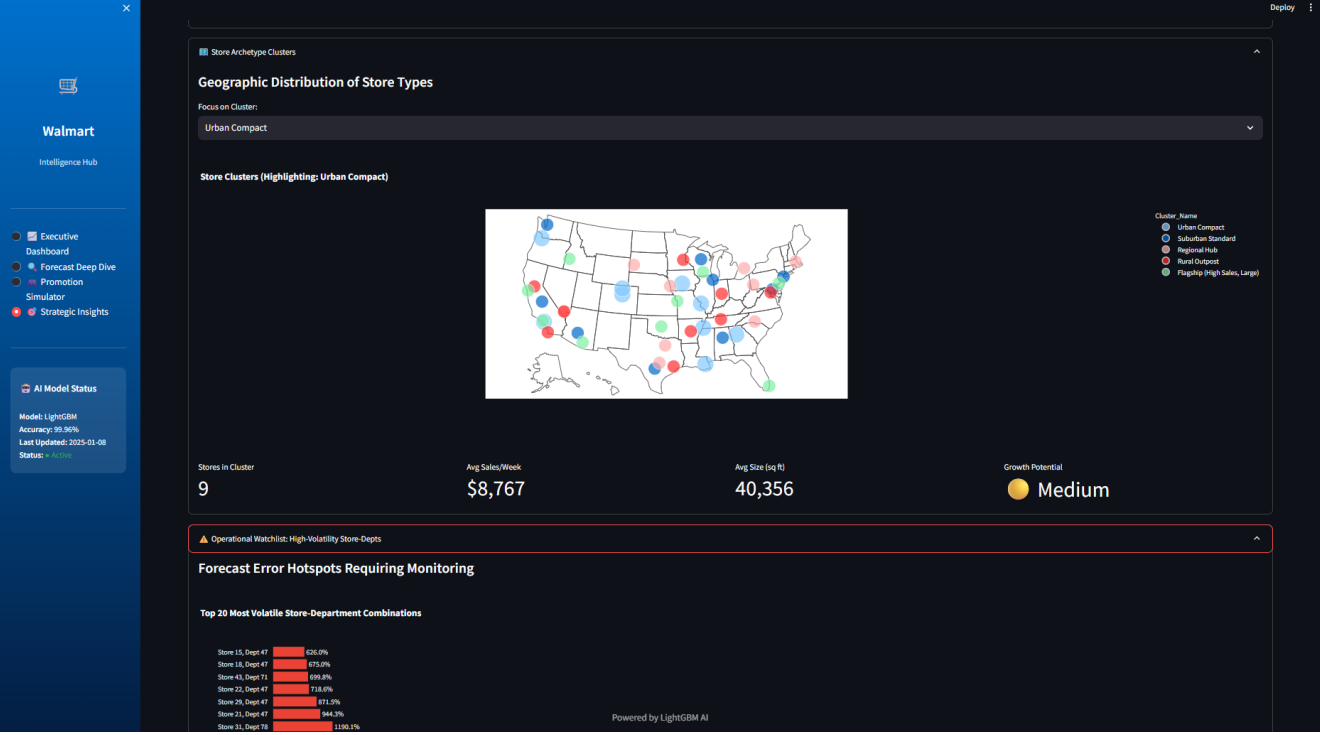 Deploy
Walmart
Intelligence Hub
Executive
Dashboard
Forecast Deep Dive
Promotion
Simulator
Strategic Insights
AI Model Status
Model: LightGBM
Accuracy: 99.96%
Last Updated: 2025-01-08
Status: Active
Store Archetype Clusters
Geographic Distribution of Store Types
Focus on Cluster:
Urban Compact
Store Clusters (Highlighting: Urban Compact)
Cluster_Name
Urban Compact
Suburban Standard
Regional Hub
Rural Outpost
Flagship (High Sales, Large)
Stores in Cluster
9
Avg Sales/Week
$8,767
Avg Size (sq ft)
40,356
Growth Potential
Medium
Operational Watchlist: High-Volatility Store-Depts
Forecast Error Hotspots Requiring Monitoring
Top 20 Most Volatile Store-Department Combinations
Store 15, Dept 47 626.0%
Store 18, Dept 47 675.0%
Store 43, Dept 71 699.8%
Store 22, Dept 47 718.6%
Store 29, Dept 47 871.5%
Store 21, Dept 47 944.3%
Store 31, Dept 78 1190.1%
Powered by LightGBM AI